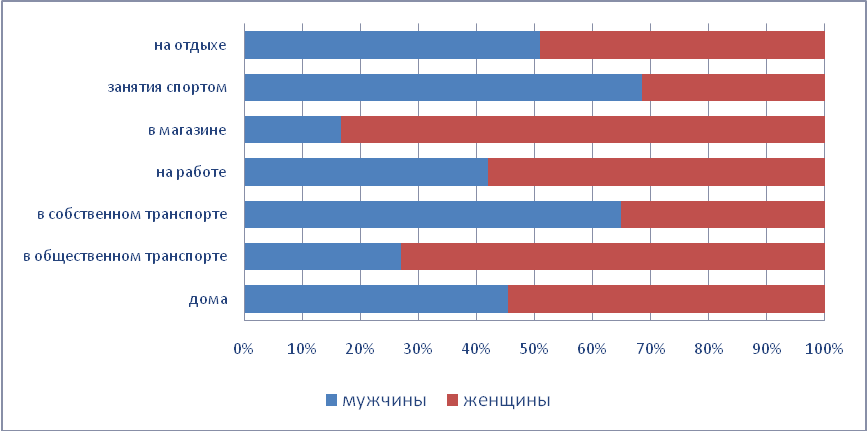 на отдыхе
занятия спортом
в магазине
на работе
в собственном транспорте
в общественном транспорте
дома
0% 10% 20% 30% 40% 50% 60% 70% 80% 90% 100%
мужчины женщины